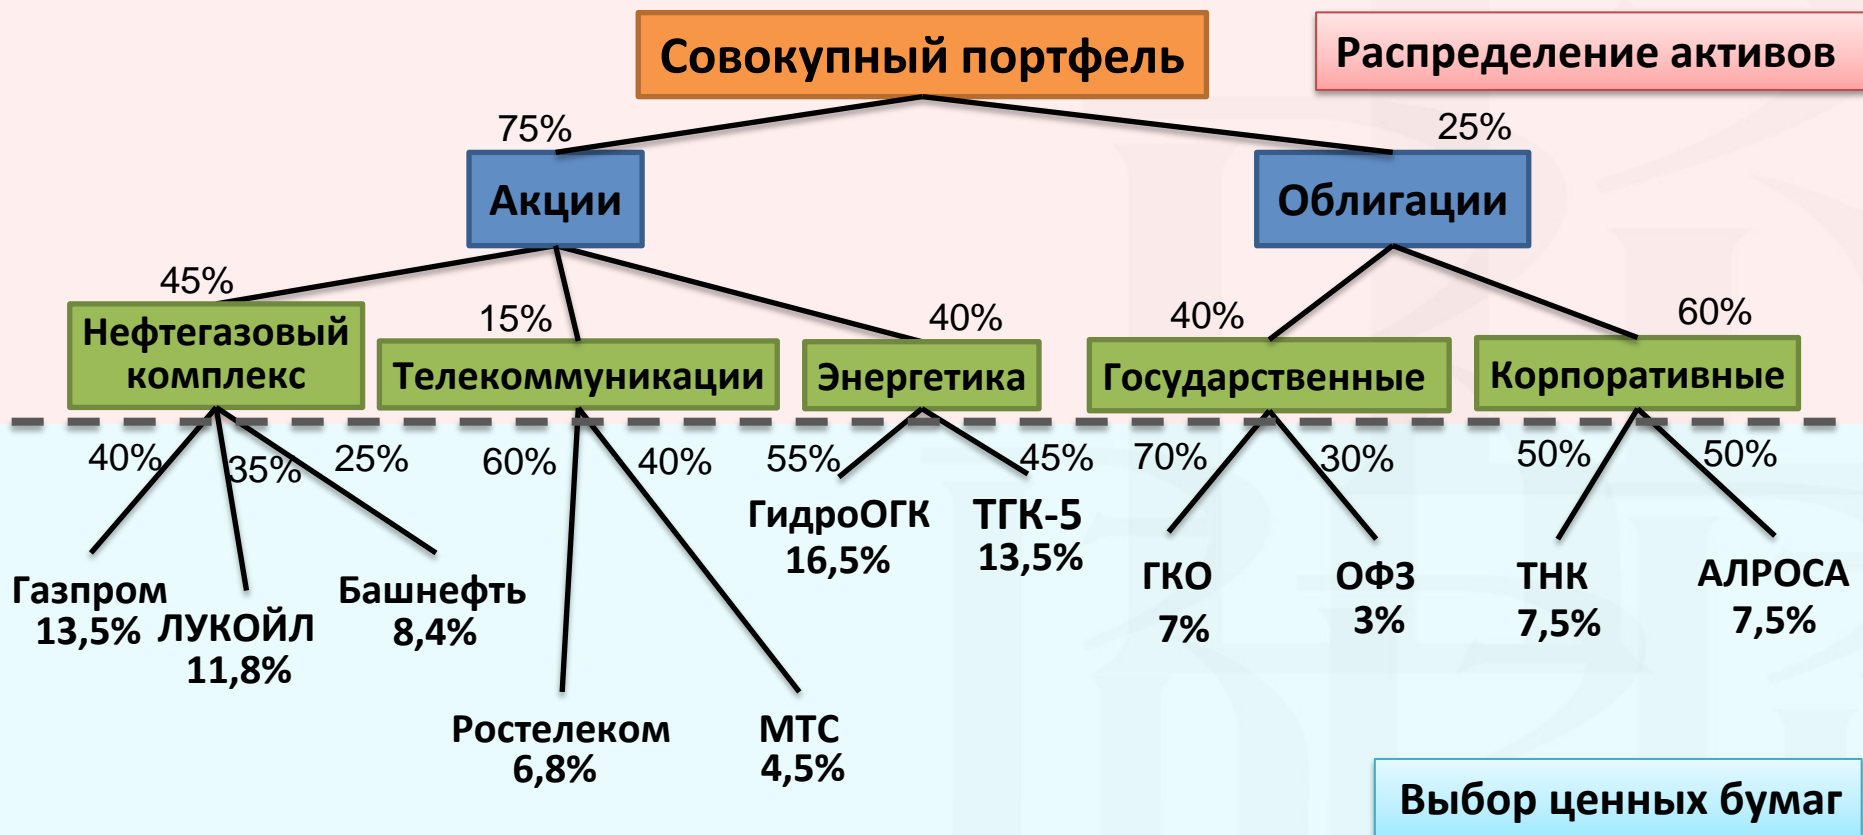 Совокупный портфель
Распределение активов
75%
25%
Акции
Облигации
45%
15%
40%
40%
60%
Нефтегазовый
комплекс
Телекоммуникации
Энергетика
Государственные
Корпоративные
40%
35%
25%
60%
40%
55%
45%
70%
30%
50%
50%
Газпром
13,5%
ЛУКОЙЛ
11,8%
Башнефть
8,4%
Ростелеком
6,8%
МТС
4,5%
ГидроОГК
16,5%
ТГК-5
13,5%
ГКО
7%
ОФЗ
3%
ТНК
7,5%
АЛРОСА
7,5%
Выбор ценных бумаг